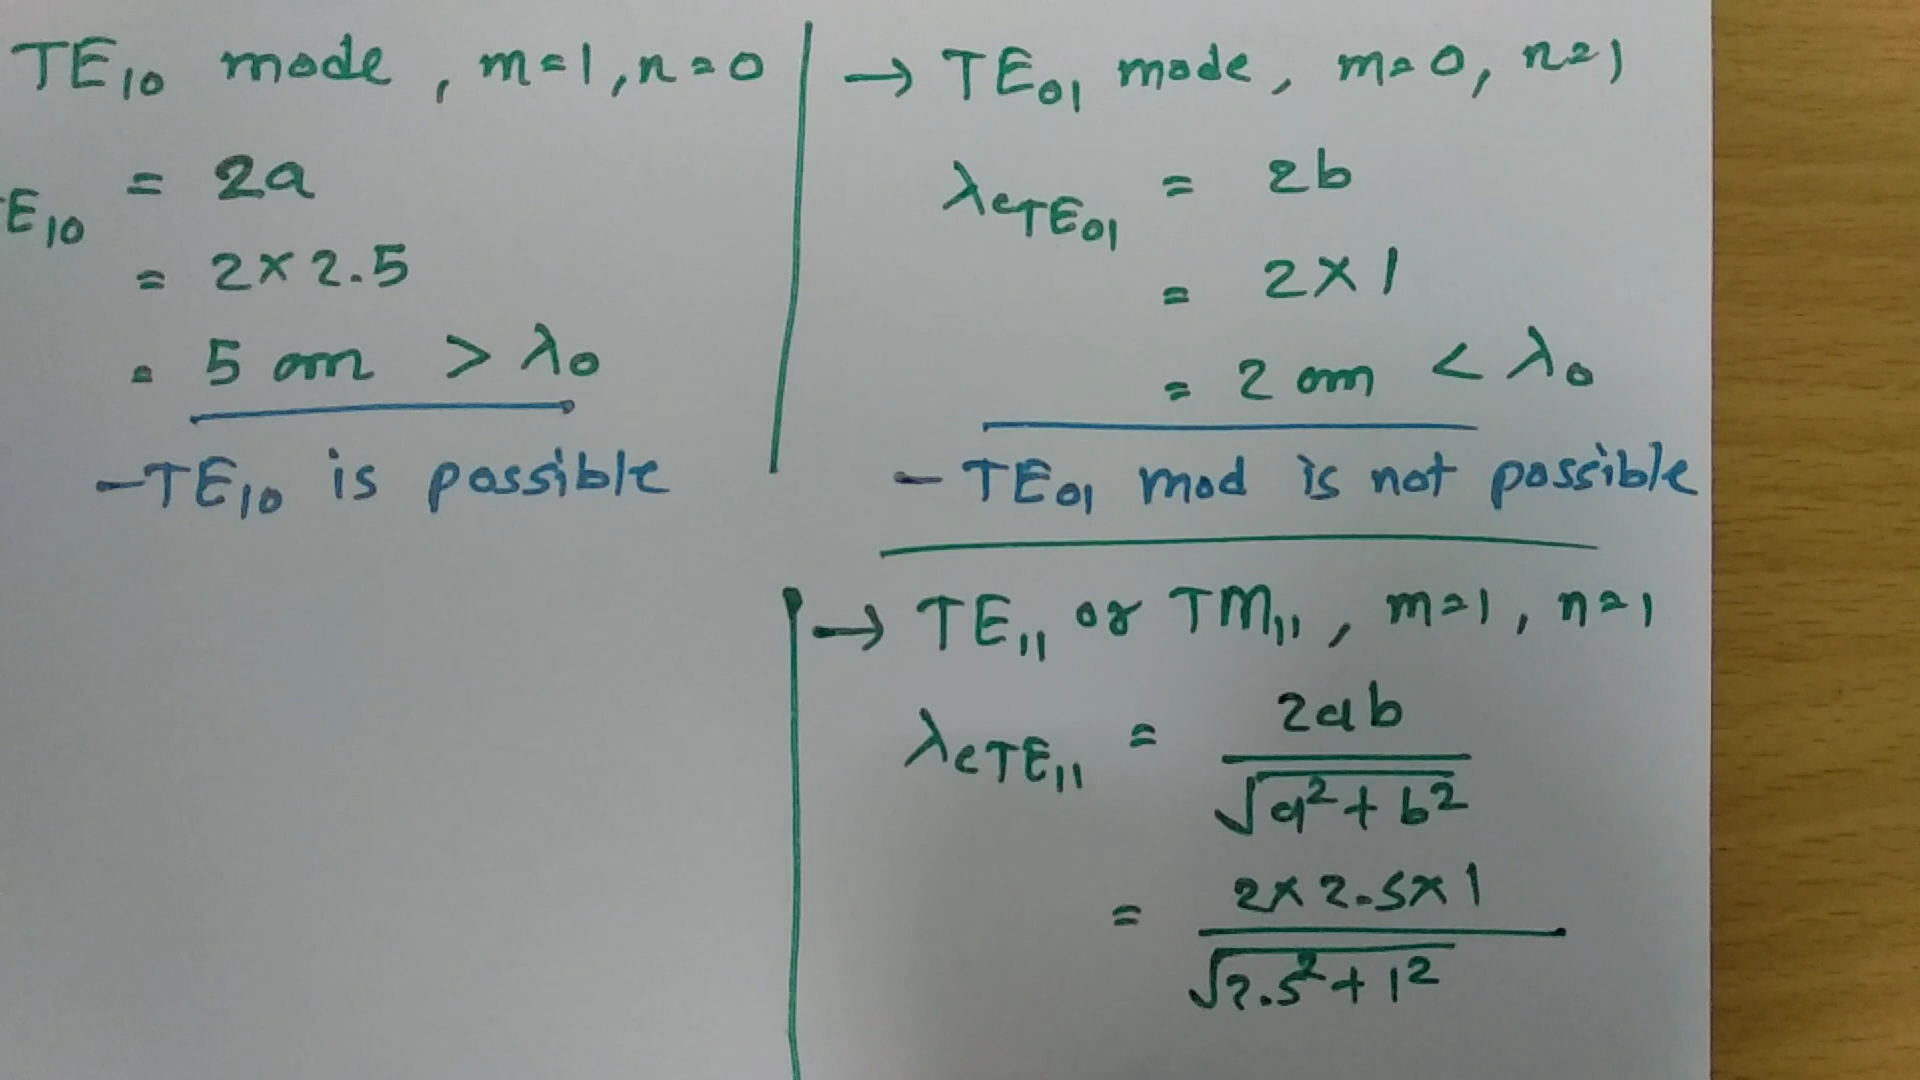 TE10 mode, m=1, n=0
E10 = 2a
= 2×2.5
= 5 cm > λ0
-TE10 is possible
→ TE01 mode, m=0, n=1
λcTE01 = 2b
= 2×1
= 2 cm < λ0
- TE01 mod is not possible
→ TE11 or TM11, m=1, n=1
λcTE11 = 2ab / √a²+b²
= 2×2.5×1 / √2.5²+1²